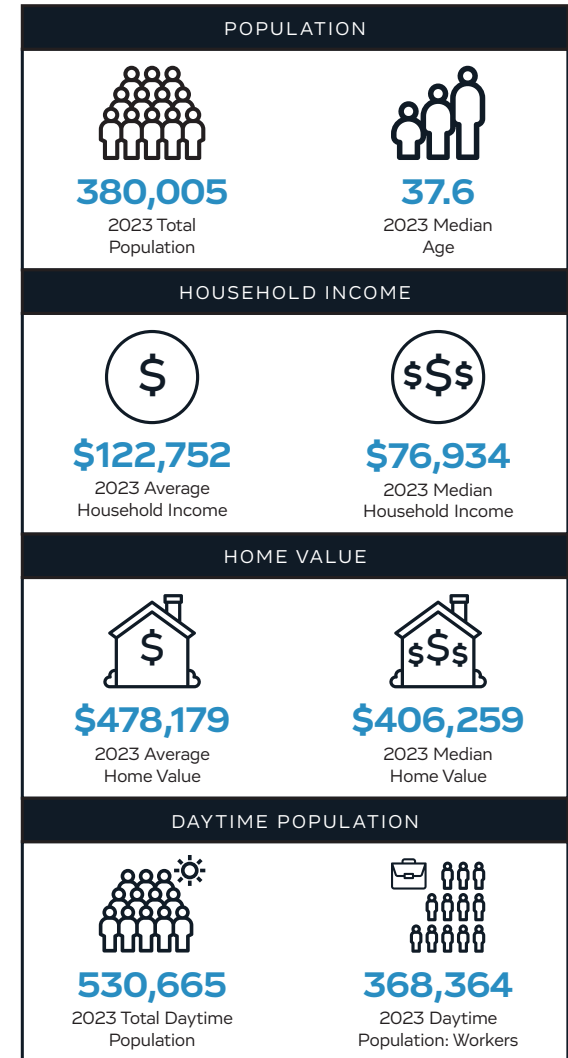 POPULATION
380,005
2023 Total
Population
37.6
2023 Median
Age
HOUSEHOLD INCOME
$
$122,752
2023 Average
Household Income
$$$
$76,934
2023 Median
Household Income
HOME VALUE
$
$478,179
2023 Average
Home Value
$$$
$406,259
2023 Median
Home Value
DAYTIME POPULATION
530,665
2023 Total Daytime
Population
368,364
2023 Daytime
Population: Workers